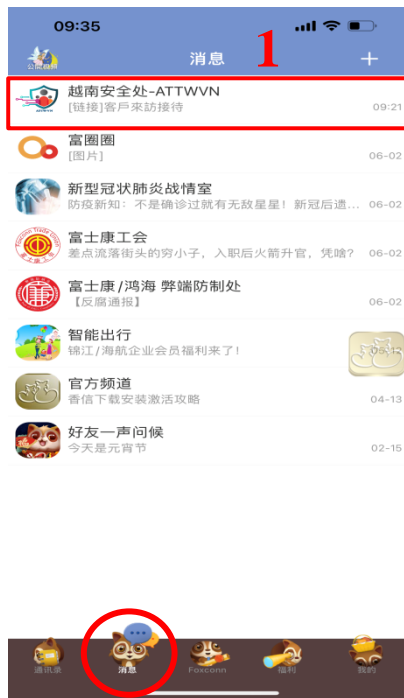 09:35
消息
1
越南安全处-ATTWVN
[链接]客戶來訪接待
09:21
富圈圈
[图片]
06-02
新型冠状肺炎战情室
防疫新知：不是确诊过就有无敌星星！新冠后遗...
06-02
富士康工会
差点流落街头的穷小子，入职后火箭升官，凭啥？
06-02
富士康/鸿海 弊端防制处
【反腐通报】
06-02
智能出行
锦江/海航企业会员福利来了！
官方频道
香信下载安装激活攻略
04-13
好友一声问候
今天是元宵节
02-15
通讯录
消息
Foxconn
福利
我的